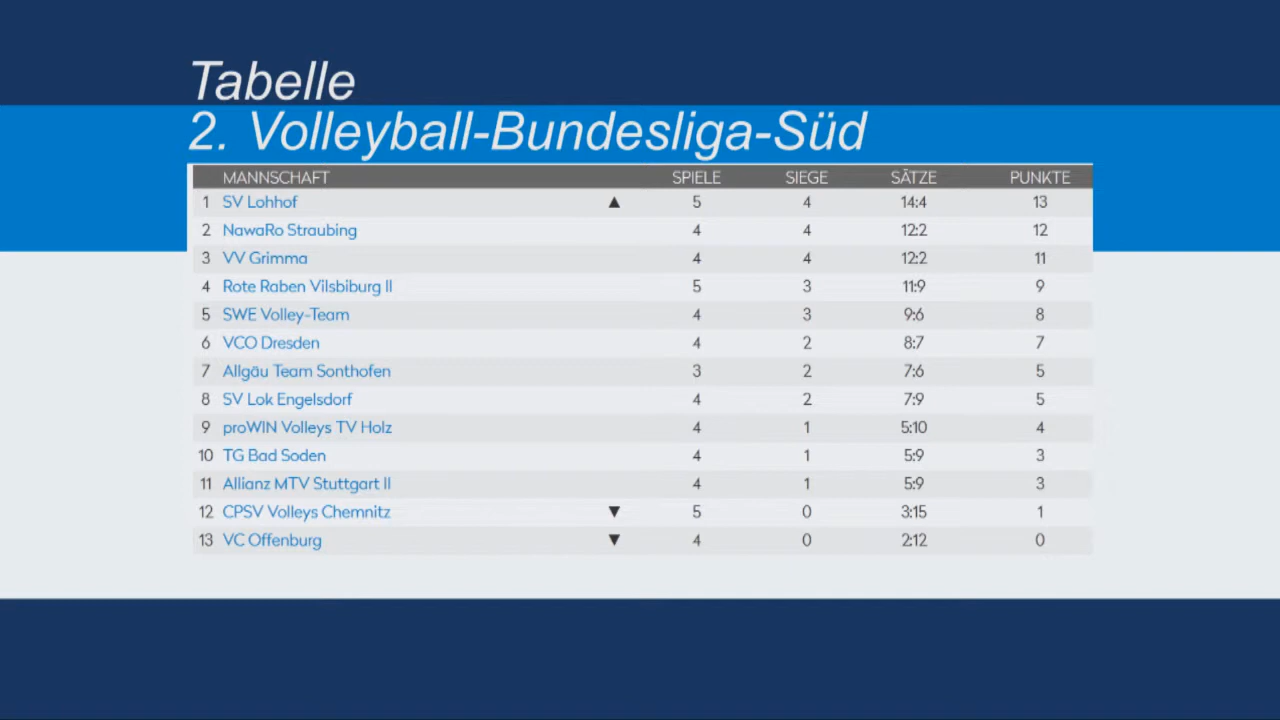 Tabelle
2. Volleyball-Bundesliga-Süd
MANNSCHAFT SPIELE SIEGE SÄTZE PUNKTE
1 SV Lohhof ▲ 5 4 14:4 13
2 NawaRo Straubing 4 4 12:2 12
3 VV Grimma 4 4 12:2 11
4 Rote Raben Vilsbiburg II 5 3 11:9 9
5 SWE Volley-Team 4 3 9:6 8
6 VCO Dresden 4 2 8:7 7
7 Allgäu Team Sonthofen 3 2 7:6 5
8 SV Lok Engelsdorf 4 2 7:9 5
9 proWIN Volleys TV Holz 4 1 5:10 4
10 TG Bad Soden 4 1 5:9 3
11 Allianz MTV Stuttgart II 4 1 5:9 3
12 CPSV Volleys Chemnitz ▼ 5 0 3:15 1
13 VC Offenburg ▼ 4 0 2:12 0